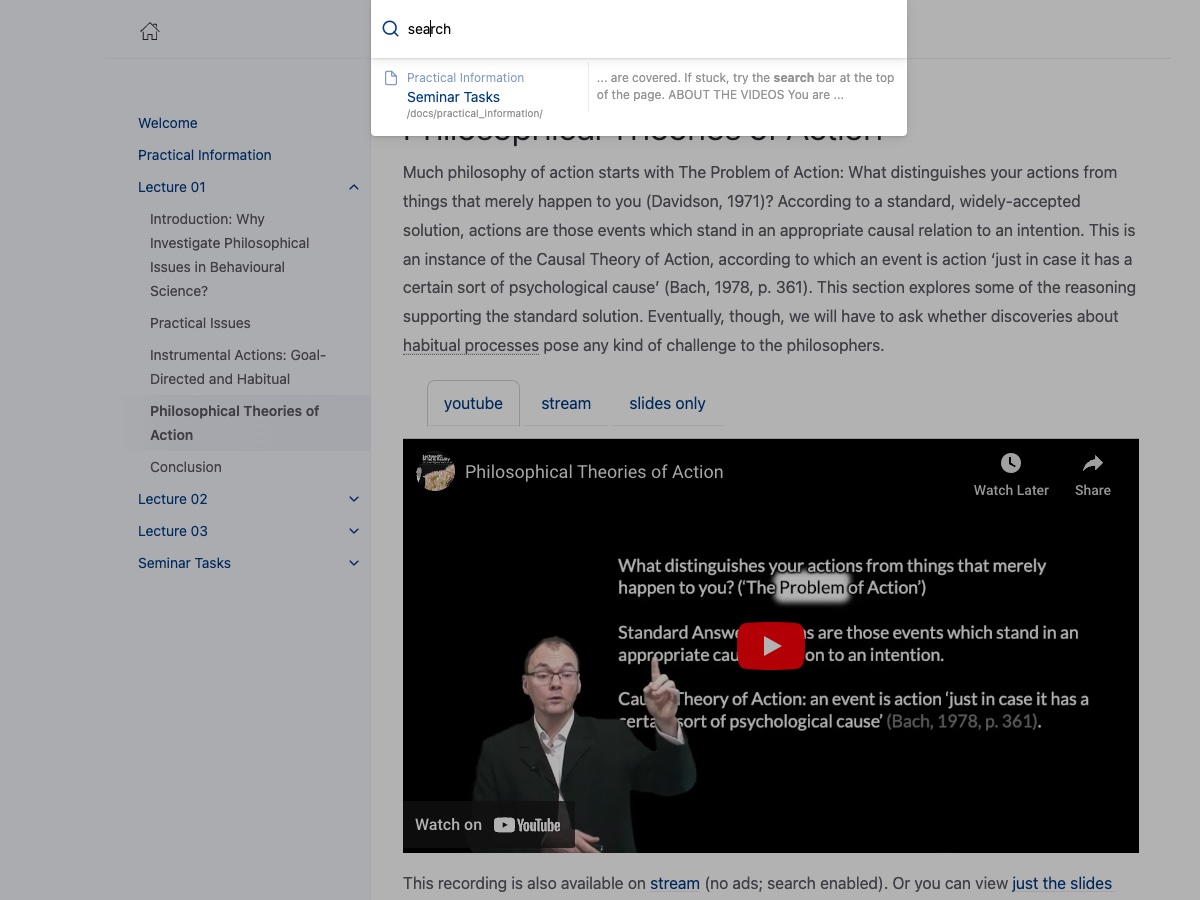 search
Practical Information
Seminar Tasks
/docs/practical_information/
... are covered. If stuck, try the search bar at the top
of the page. ABOUT THE VIDEOS You are ...
Welcome
Practical Information
Lecture 01
Introduction: Why
Investigate Philosophical
Issues in Behavioural
Science?
Practical Issues
Instrumental Actions: Goal-
Directed and Habitual
Philosophical Theories of
Action
Conclusion
Lecture 02
Lecture 03
Seminar Tasks
Philosophical Theories of Action
Much philosophy of action starts with The Problem of Action: What distinguishes your actions from
things that merely happen to you (Davidson, 1971)? According to a standard, widely-accepted
solution, actions are those events which stand in an appropriate causal relation to an intention. This is
an instance of the Causal Theory of Action, according to which an event is action ‘just in case it has a
certain sort of psychological cause’ (Bach, 1978, p. 361). This section explores some of the reasoning
supporting the standard solution. Eventually, though, we will have to ask whether discoveries about
habitual processes pose any kind of challenge to the philosophers.
youtube
stream
slides only
Philosophical Theories of Action
Watch Later
Share
What distinguishes your actions from things that merely
happen to you? (‘The Problem of Action’)
Standard Answ s are those events which stand in an
appropriate cau on to an intention.
Cau Theory of Action: an event is action ‘just in case it has a
certa sort of psychological cause’ (Bach, 1978, p. 361).
Watch on YouTube
This recording is also available on stream (no ads; search enabled). Or you can view just the slides